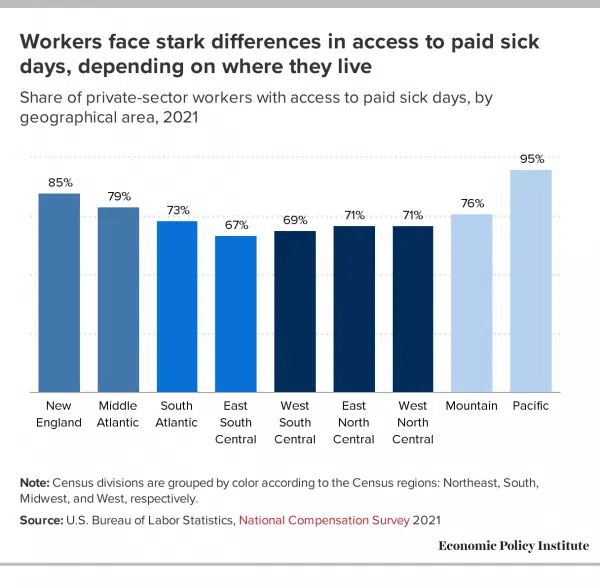 Workers face stark differences in access to paid sick
days, depending on where they live
Share of private-sector workers with access to paid sick days, by
geographical area, 2021
85%
79%
73%
67%
69%
71%
71%
76%
95%
New
England
Middle
Atlantic
South
Atlantic
East
South
Central
West
South
Central
East
North
Central
West
North
Central
Mountain
Pacific
Note: Census divisions are grouped by color according to the Census regions: Northeast, South,
Midwest, and West, respectively.
Source: U.S. Bureau of Labor Statistics, National Compensation Survey 2021
Economic Policy Institute